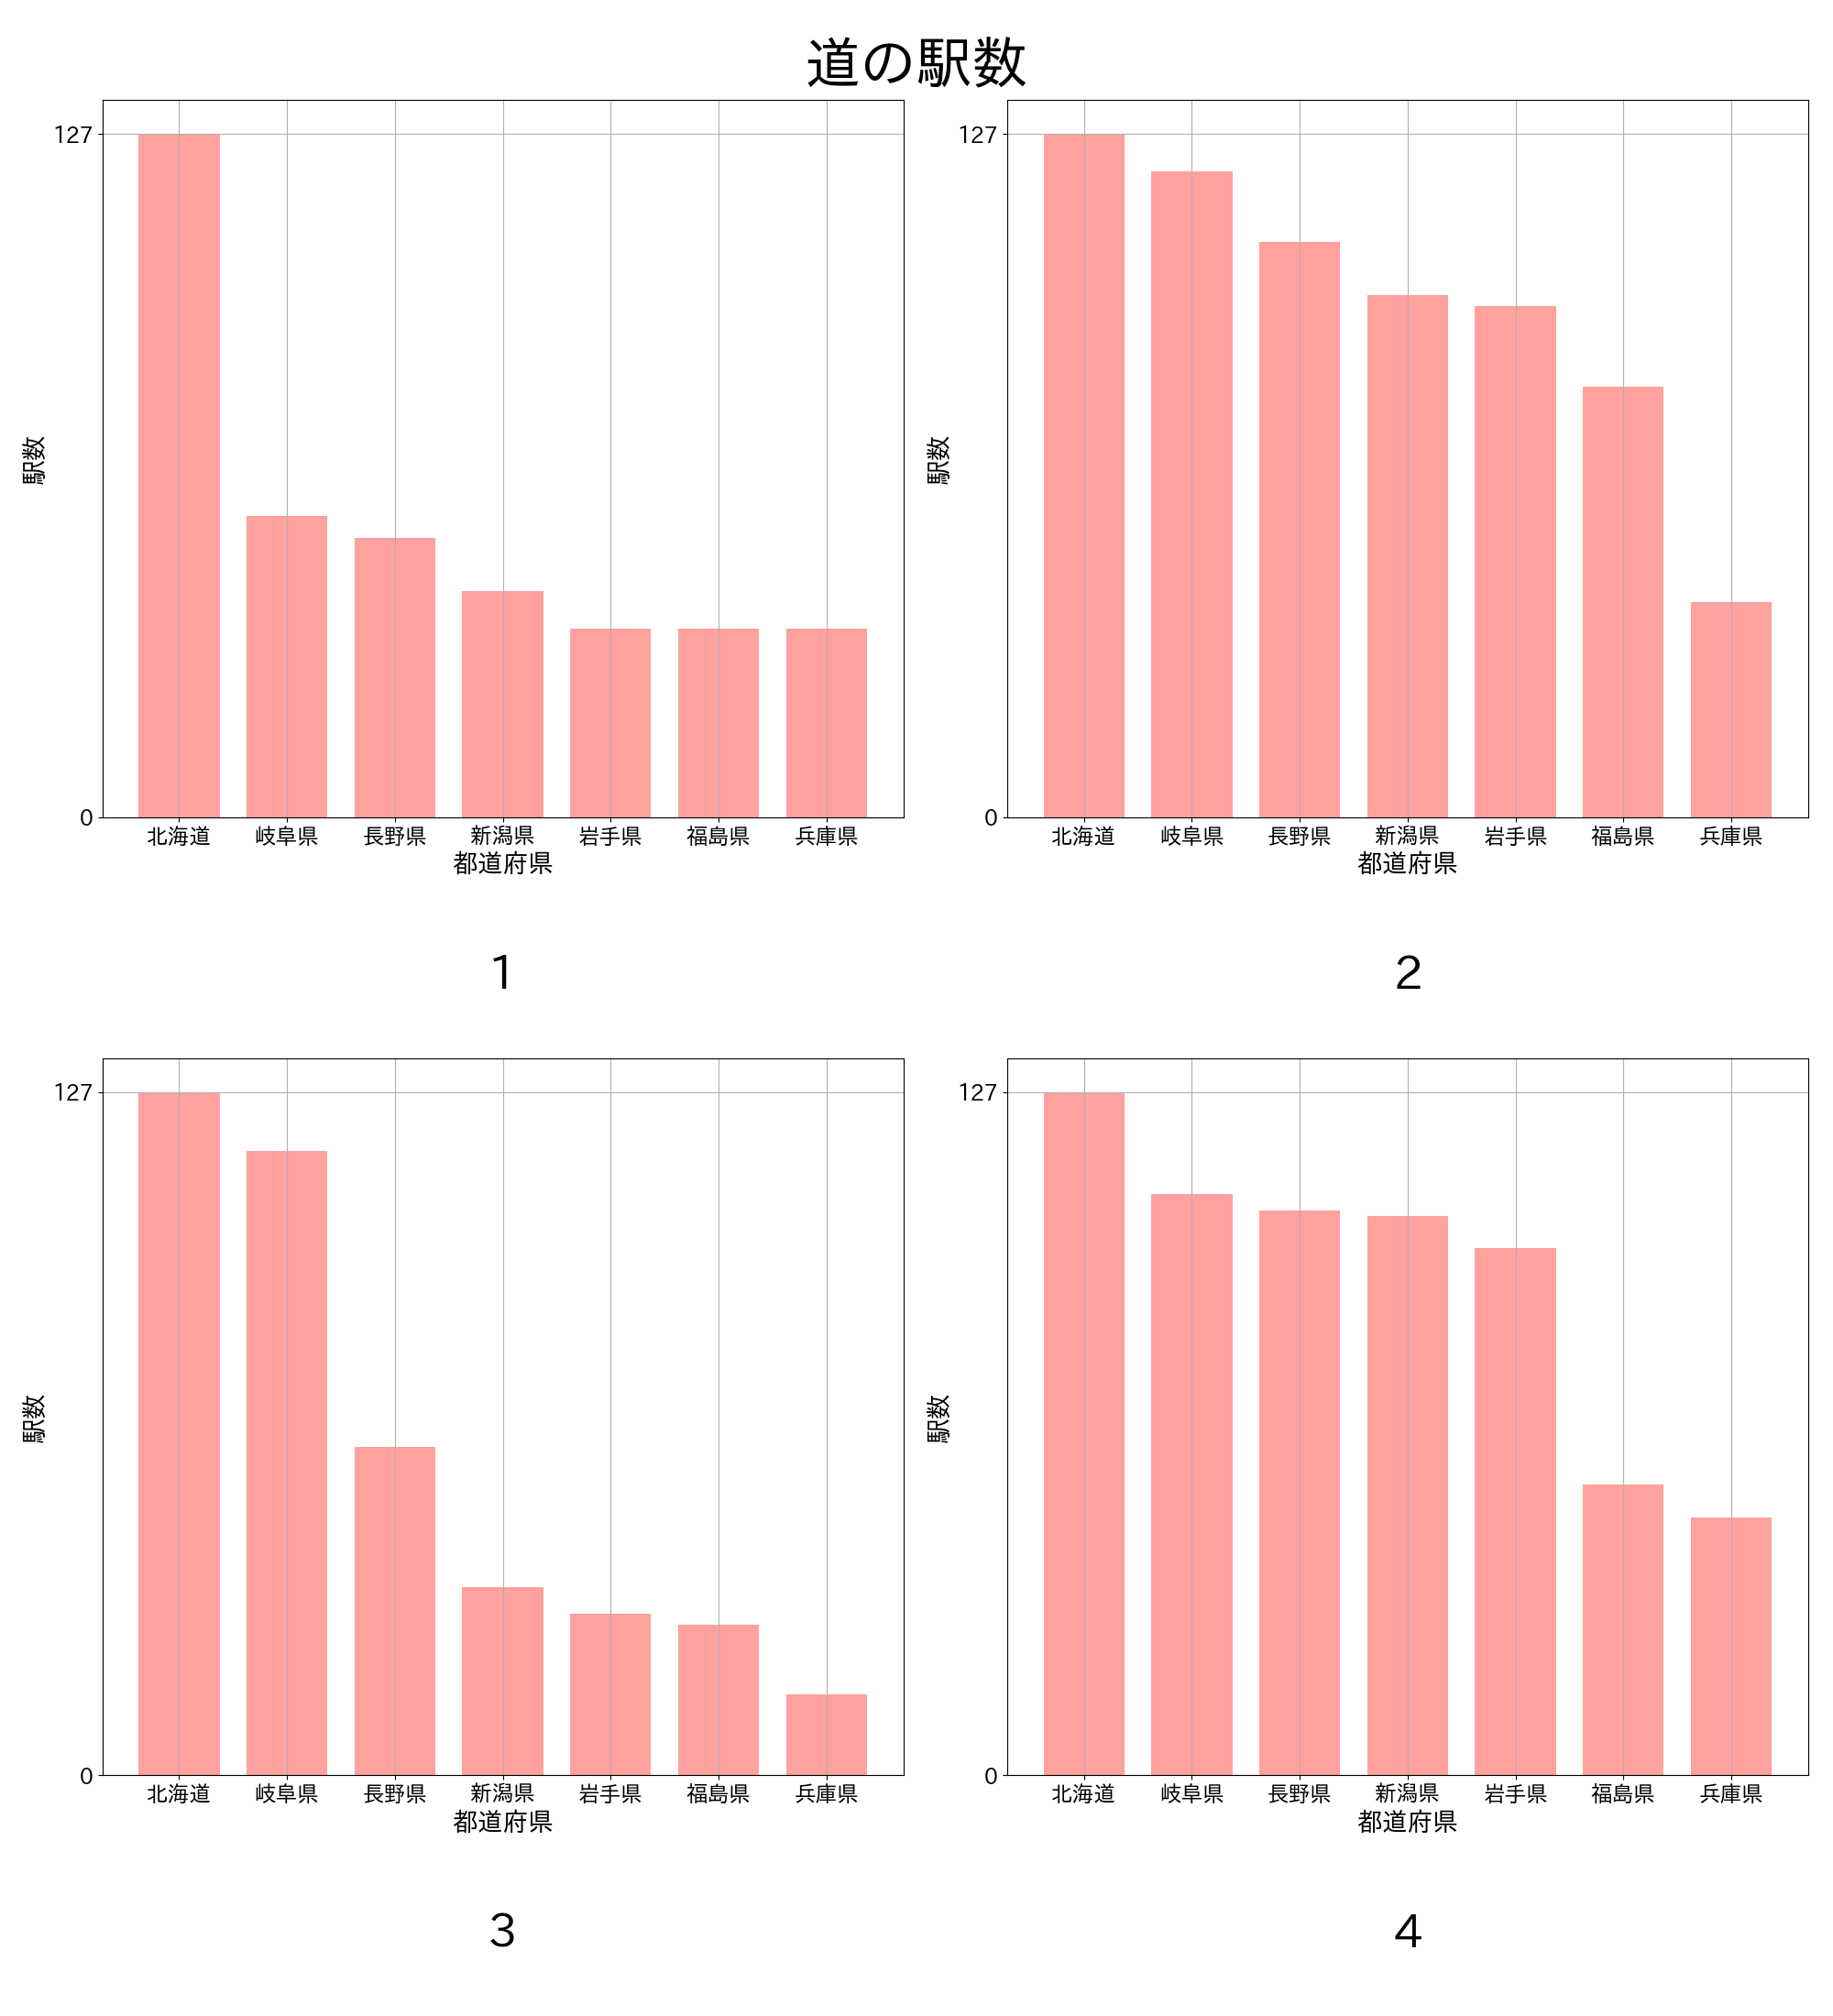 道の駅数
127
0
駅数
北海道 岐阜県 長野県 新潟県 岩手県 福島県 兵庫県
都道府県
1
127
0
駅数
北海道 岐阜県 長野県 新潟県 岩手県 福島県 兵庫県
都道府県
2
127
0
駅数
北海道 岐阜県 長野県 新潟県 岩手県 福島県 兵庫県
都道府県
3
127
0
駅数
北海道 岐阜県 長野県 新潟県 岩手県 福島県 兵庫県
都道府県
4